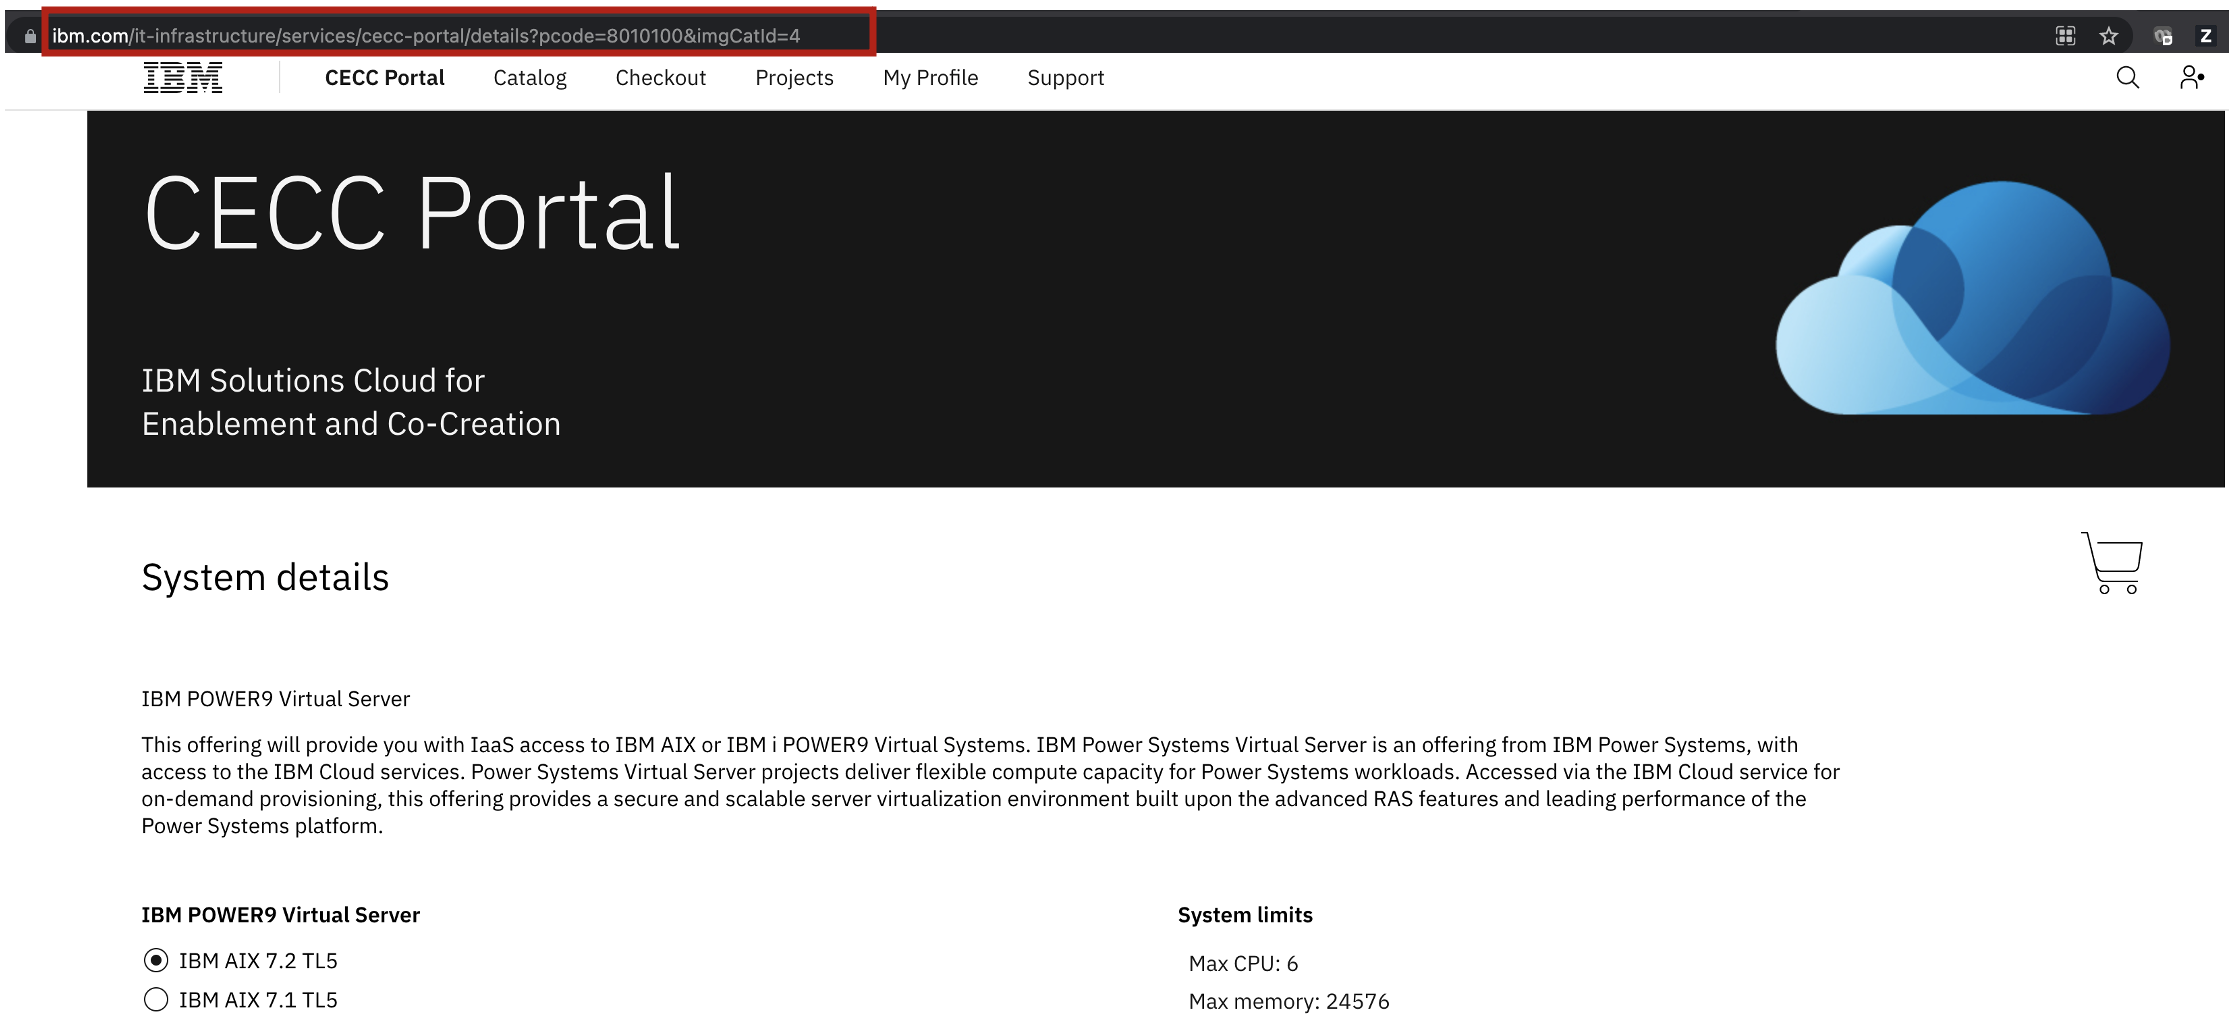 ibm.com/it-infrastructure/services/cecc-portal/details?pcode=8010100&imgCatId=4
Z
IBM CECC Portal Catalog Checkout Projects My Profile Support
CECC Portal
IBM Solutions Cloud for
Enablement and Co-Creation
System details
IBM POWER9 Virtual Server
This offering will provide you with IaaS access to IBM AIX or IBM i POWER9 Virtual Systems. IBM Power Systems Virtual Server is an offering from IBM Power Systems, with
access to the IBM Cloud services. Power Systems Virtual Server projects deliver flexible compute capacity for Power Systems workloads. Accessed via the IBM Cloud service for
on-demand provisioning, this offering provides a secure and scalable server virtualization environment built upon the advanced RAS features and leading performance of the
Power Systems platform.
IBM POWER9 Virtual Server
IBM AIX 7.2 TL5
IBM AIX 7.1 TL5
System limits
Max CPU: 6
Max memory: 24576